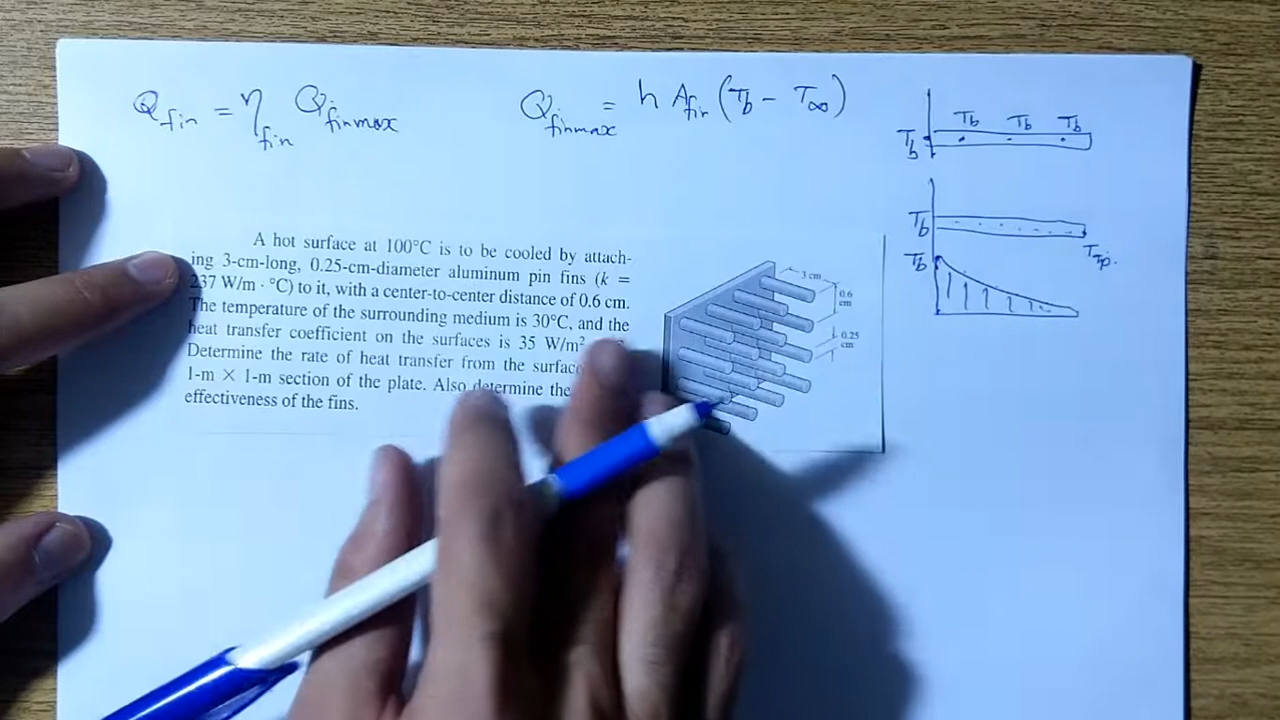 Q̇fin = ηfin Q̇finmax
Q̇finmax = h Afin (Tb - T∞)
Tb Tb Tb
Tb
Tb
TTip.
Tb
A hot surface at 100°C is to be cooled by attach-
ing 3-cm-long, 0.25-cm-diameter aluminum pin fins (k =
237 W/m · °C) to it, with a center-to-center distance of 0.6 cm.
The temperature of the surrounding medium is 30°C, and the
heat transfer coefficient on the surfaces is 35 W/m²
Determine the rate of heat transfer from the surfac
1-m × 1-m section of the plate. Also determine the
effectiveness of the fins.
3 cm
0.6
cm
0.25
cm